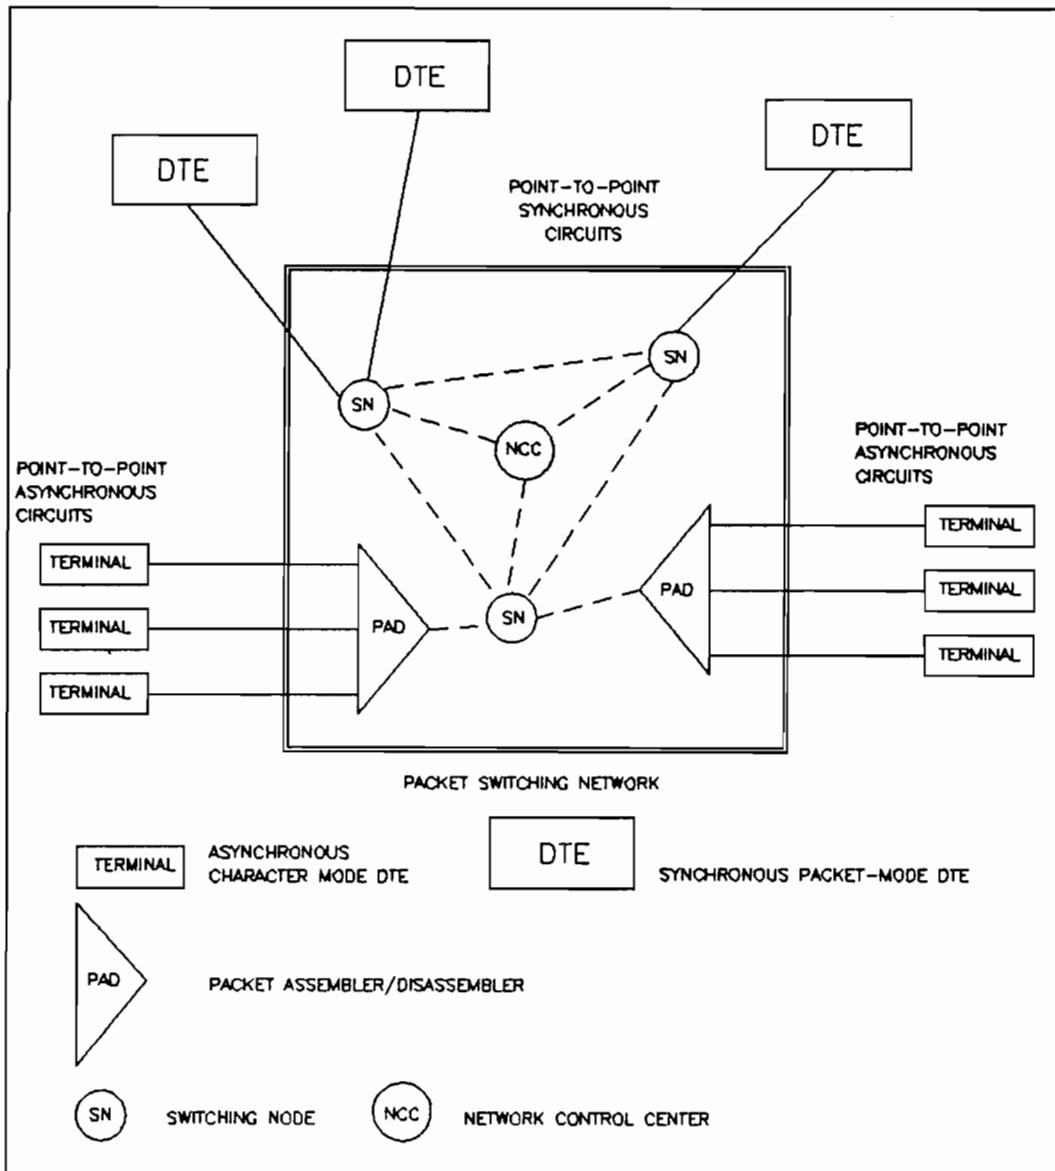 DTE
DTE
DTE
POINT-TO-POINT
SYNCHRONOUS
CIRCUITS
SN
SN
NCC
POINT-TO-POINT
ASYNCHRONOUS
CIRCUITS
POINT-TO-POINT
ASYNCHRONOUS
CIRCUITS
TERMINAL
TERMINAL
TERMINAL
PAD
SN
PAD
TERMINAL
TERMINAL
TERMINAL
PACKET SWITCHING NETWORK
TERMINAL
ASYNCHRONOUS
CHARACTER MODE DTE
DTE
SYNCHRONOUS PACKET-MODE DTE
PAD
PACKET ASSEMBLER/DISASSEMBLER
SN
SWITCHING NODE
NCC
NETWORK CONTROL CENTER